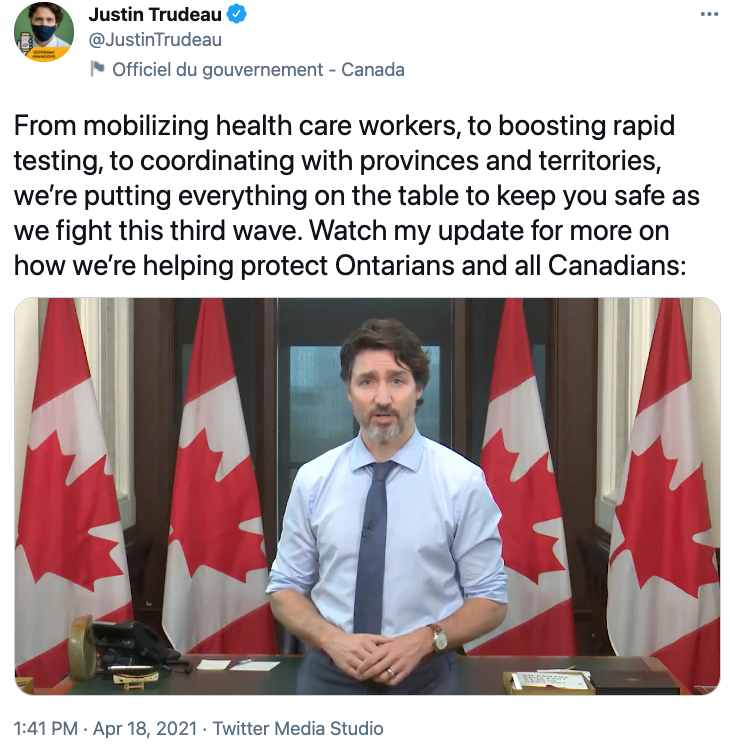 Justin Trudeau
@JustinTrudeau
Officiel du gouvernement - Canada
From mobilizing health care workers, to boosting rapid
testing, to coordinating with provinces and territories,
we’re putting everything on the table to keep you safe as
we fight this third wave. Watch my update for more on
how we’re helping protect Ontarians and all Canadians:
1:41 PM · Apr 18, 2021 · Twitter Media Studio